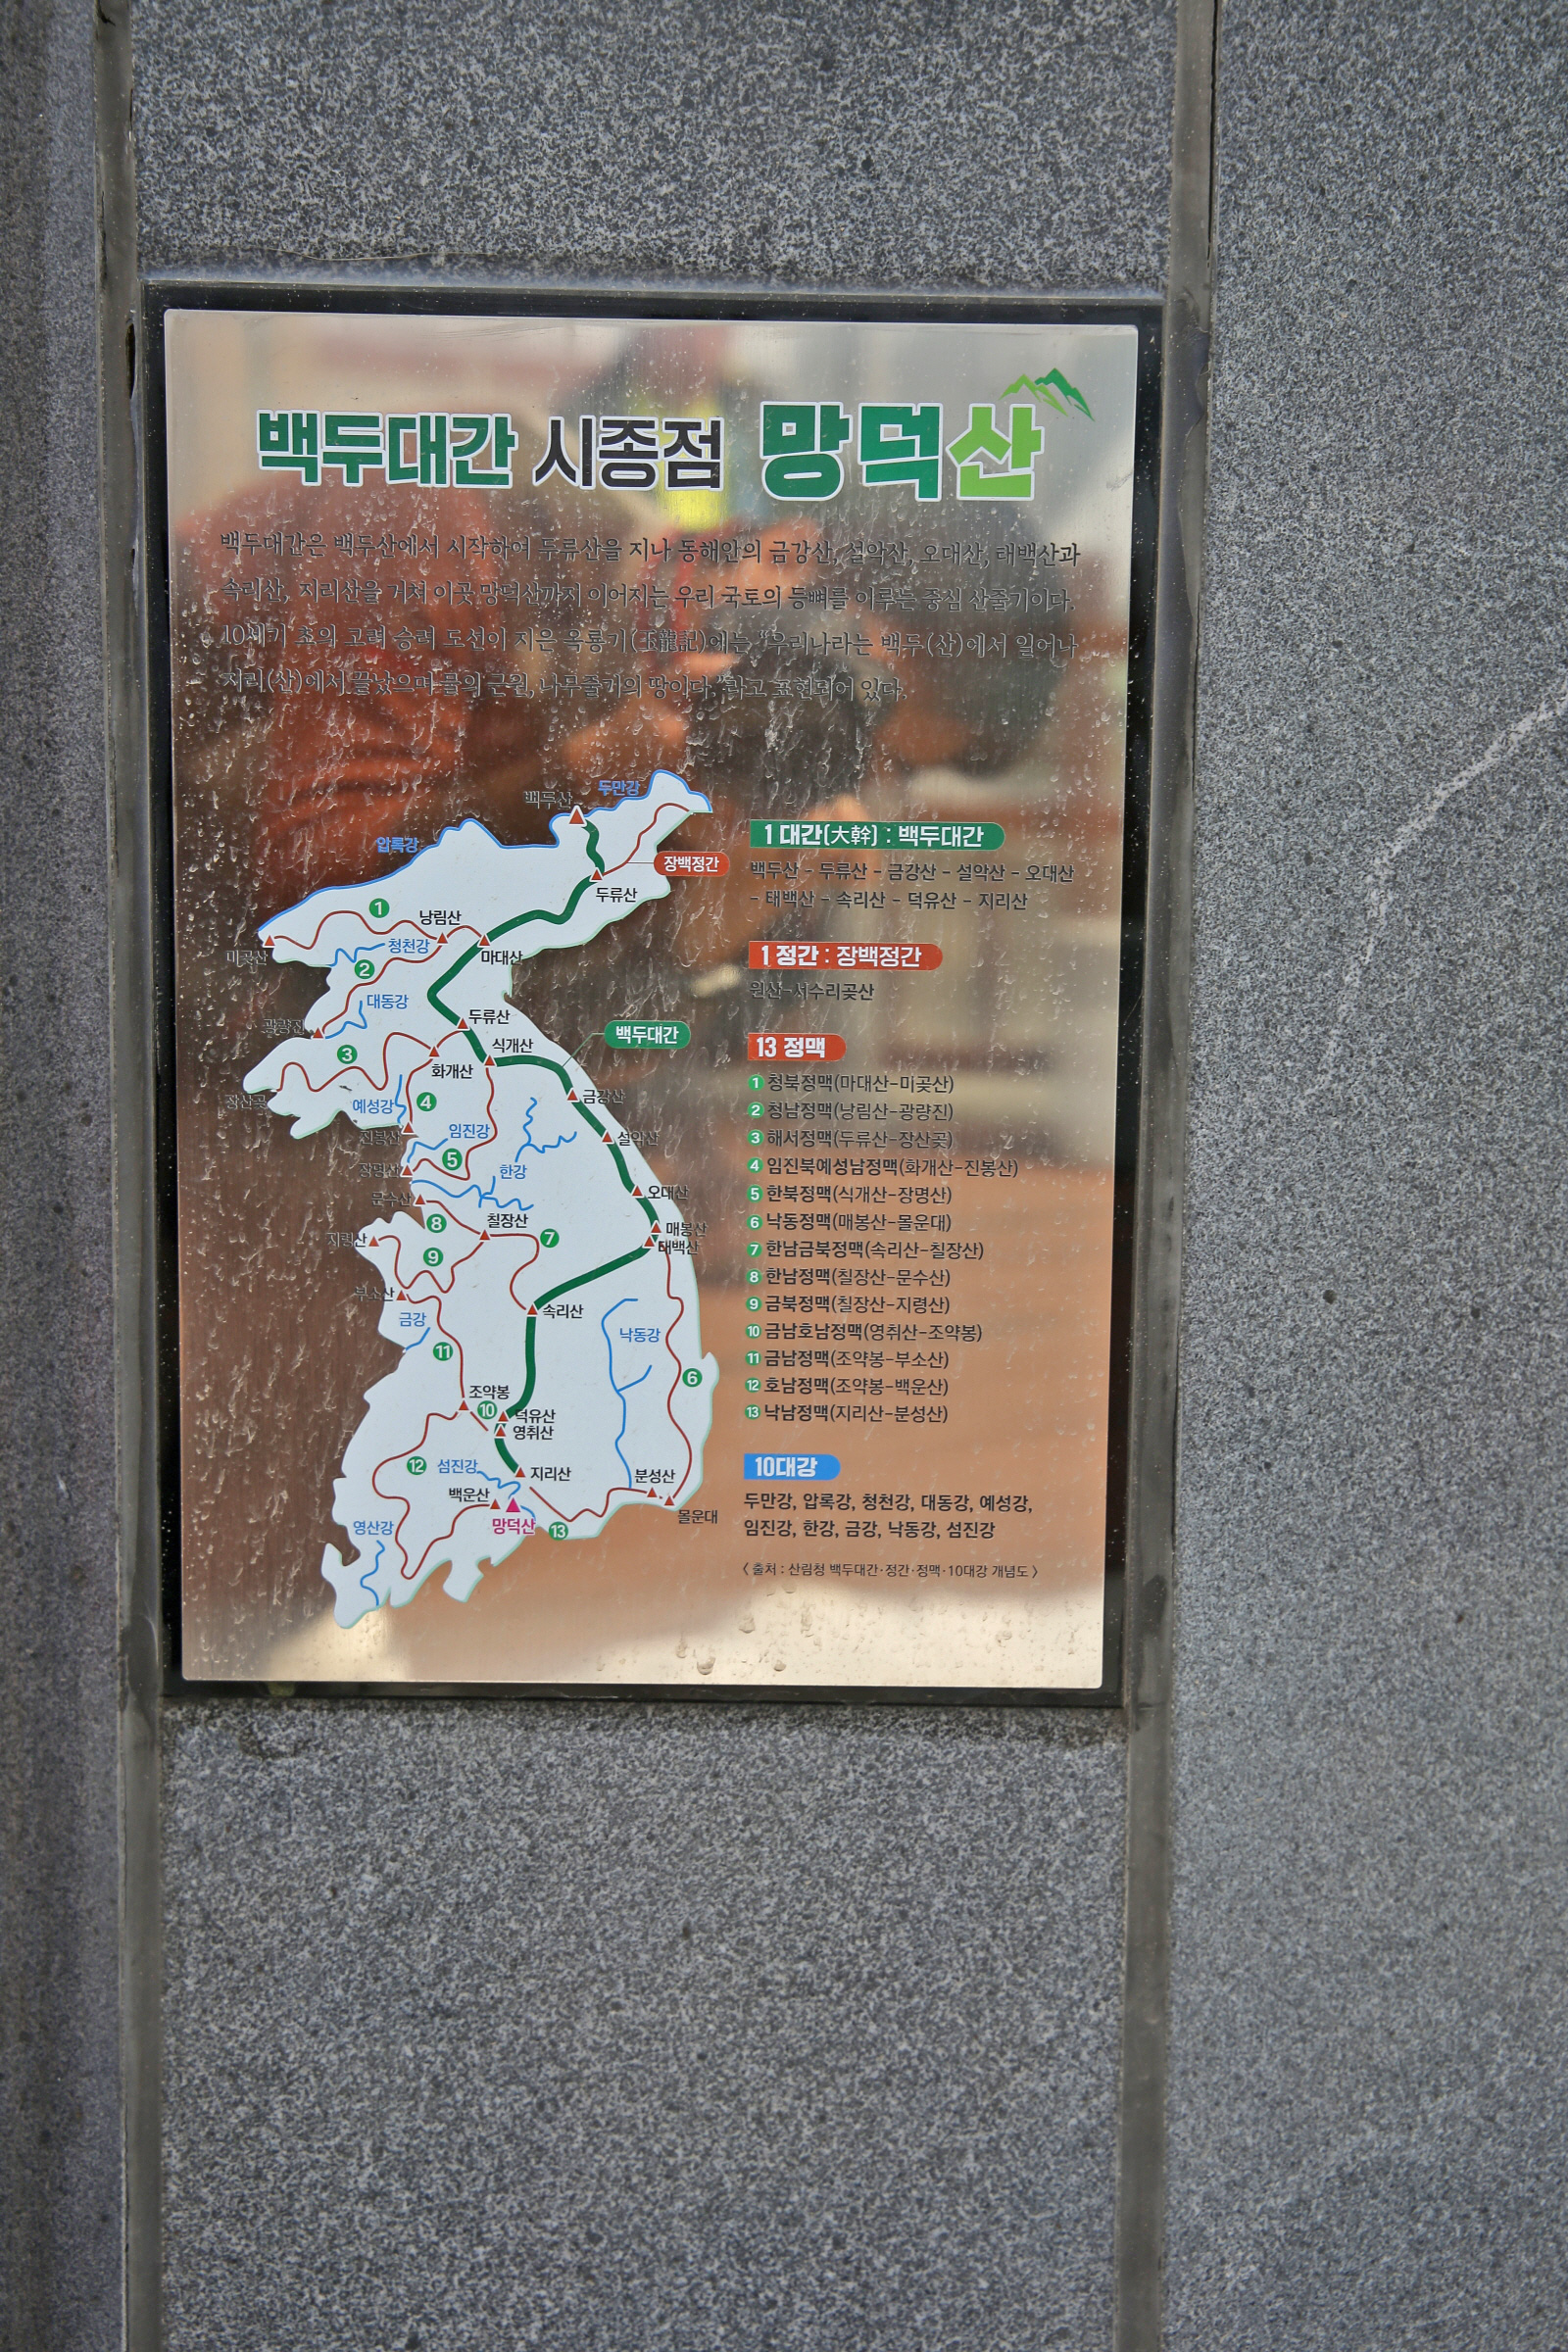 백두대간 시종점 망덕산
백두대간은 백두산에서 시작하여 두류산을 지나 동해안의 금강산, 설악산, 오대산, 태백산과
속리산, 지리산을 거쳐 이곳 망덕산까지 이어지는 우리 국토의 등뼈를 이루는 중심 산줄기이다.
10세기 초의 고려 승려 도선이 지은 옥룡기(玉龍記)에는 "우리나라는 백두(산)에서 일어나
지리(산)에서 끝났으며 물의 근원, 나무줄기의 땅이다."라고 표현되어 있다.
백두산
두만강
압록강
장백정간
두류산
1
낭림산
청천강
미곶산
마대산
2
대동강
광량진
두류산
백두대간
식개산
3
화개산
금강산
장산곶
예성강
4
진봉산
임진강
설악산
장명산
5
한강
문수산
오대산
8
칠장산
매봉산
지령산
7
태백산
9
부소산
속리산
금강
낙동강
11
6
조약봉
10
덕유산
영취산
12
섬진강
지리산
분성산
백운산
몰운대
망덕산
13
영산강
1 대간(大幹) : 백두대간
백두산 - 두류산 - 금강산 - 설악산 - 오대산
- 태백산 - 속리산 - 덕유산 - 지리산
1 정간 : 장백정간
원산-서수리곶산
13 정맥
1 청북정맥(마대산-미곶산)
2 청남정맥(낭림산-광량진)
3 해서정맥(두류산-장산곶)
4 임진북예성남정맥(화개산-진봉산)
5 한북정맥(식개산-장명산)
6 낙동정맥(매봉산-몰운대)
7 한남금북정맥(속리산-칠장산)
8 한남정맥(칠장산-문수산)
9 금북정맥(칠장산-지령산)
10 금남호남정맥(영취산-조약봉)
11 금남정맥(조약봉-부소산)
12 호남정맥(조약봉-백운산)
13 낙남정맥(지리산-분성산)
10대강
두만강, 압록강, 청천강, 대동강, 예성강,
임진강, 한강, 금강, 낙동강, 섬진강
< 출처 : 산림청 백두대간·정간·정맥·10대강 개념도 >